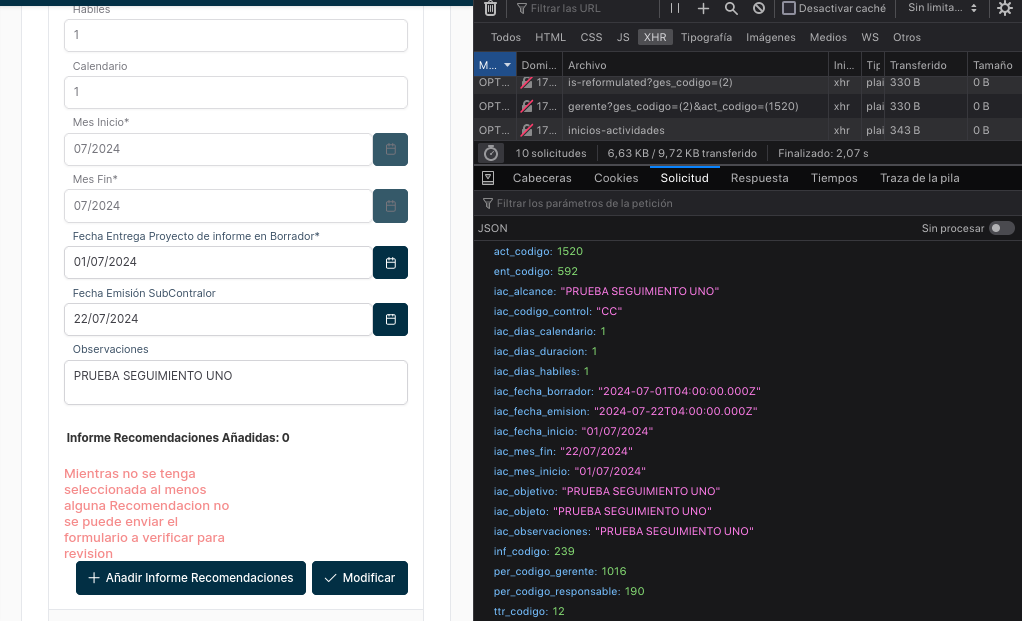 Hábiles
1
Calendario
1
Mes Inicio*
07/2024
Mes Fin*
07/2024
Fecha Entrega Proyecto de informe en Borrador*
01/07/2024
Fecha Emisión SubContralor
22/07/2024
Observaciones
PRUEBA SEGUIMIENTO UNO
Informe Recomendaciones Añadidas: 0
Mientras no se tenga
seleccionada al menos
alguna Recomendacion no
se puede enviar el
formulario a verificar para
revision
Añadir Informe Recomendaciones
Modificar
Filtrar las URL
Desactivar caché
Sin limita...
Todos HTML CSS JS XHR Tipografía Imágenes Medios WS Otros
M... Domi... Archivo Ini... Tip Transferido Tamaño
OPT... 17... is-reformulated?ges_codigo=(2) xhr plai 330 B 0 B
OPT... 17... gerente?ges_codigo=(2)&act_codigo=(1520) xhr plai 330 B 0 B
OPT... 17... inicios-actividades xhr plai 343 B 0 B
10 solicitudes 6,63 KB / 9,72 KB transferido Finalizado: 2,07 s
Cabeceras Cookies Solicitud Respuesta Tiempos Traza de la pila
Filtrar los parámetros de la petición
JSON Sin procesar
act_codigo: 1520
ent_codigo: 592
iac_alcance: "PRUEBA SEGUIMIENTO UNO"
iac_codigo_control: "CC"
iac_dias_calendario: 1
iac_dias_duracion: 1
iac_dias_habiles: 1
iac_fecha_borrador: "2024-07-01T04:00:00.000Z"
iac_fecha_emision: "2024-07-22T04:00:00.000Z"
iac_fecha_inicio: "01/07/2024"
iac_mes_fin: "22/07/2024"
iac_mes_inicio: "01/07/2024"
iac_objetivo: "PRUEBA SEGUIMIENTO UNO"
iac_objeto: "PRUEBA SEGUIMIENTO UNO"
iac_observaciones: "PRUEBA SEGUIMIENTO UNO"
inf_codigo: 239
per_codigo_gerente: 1016
per_codigo_responsable: 190
ttr_codigo: 12